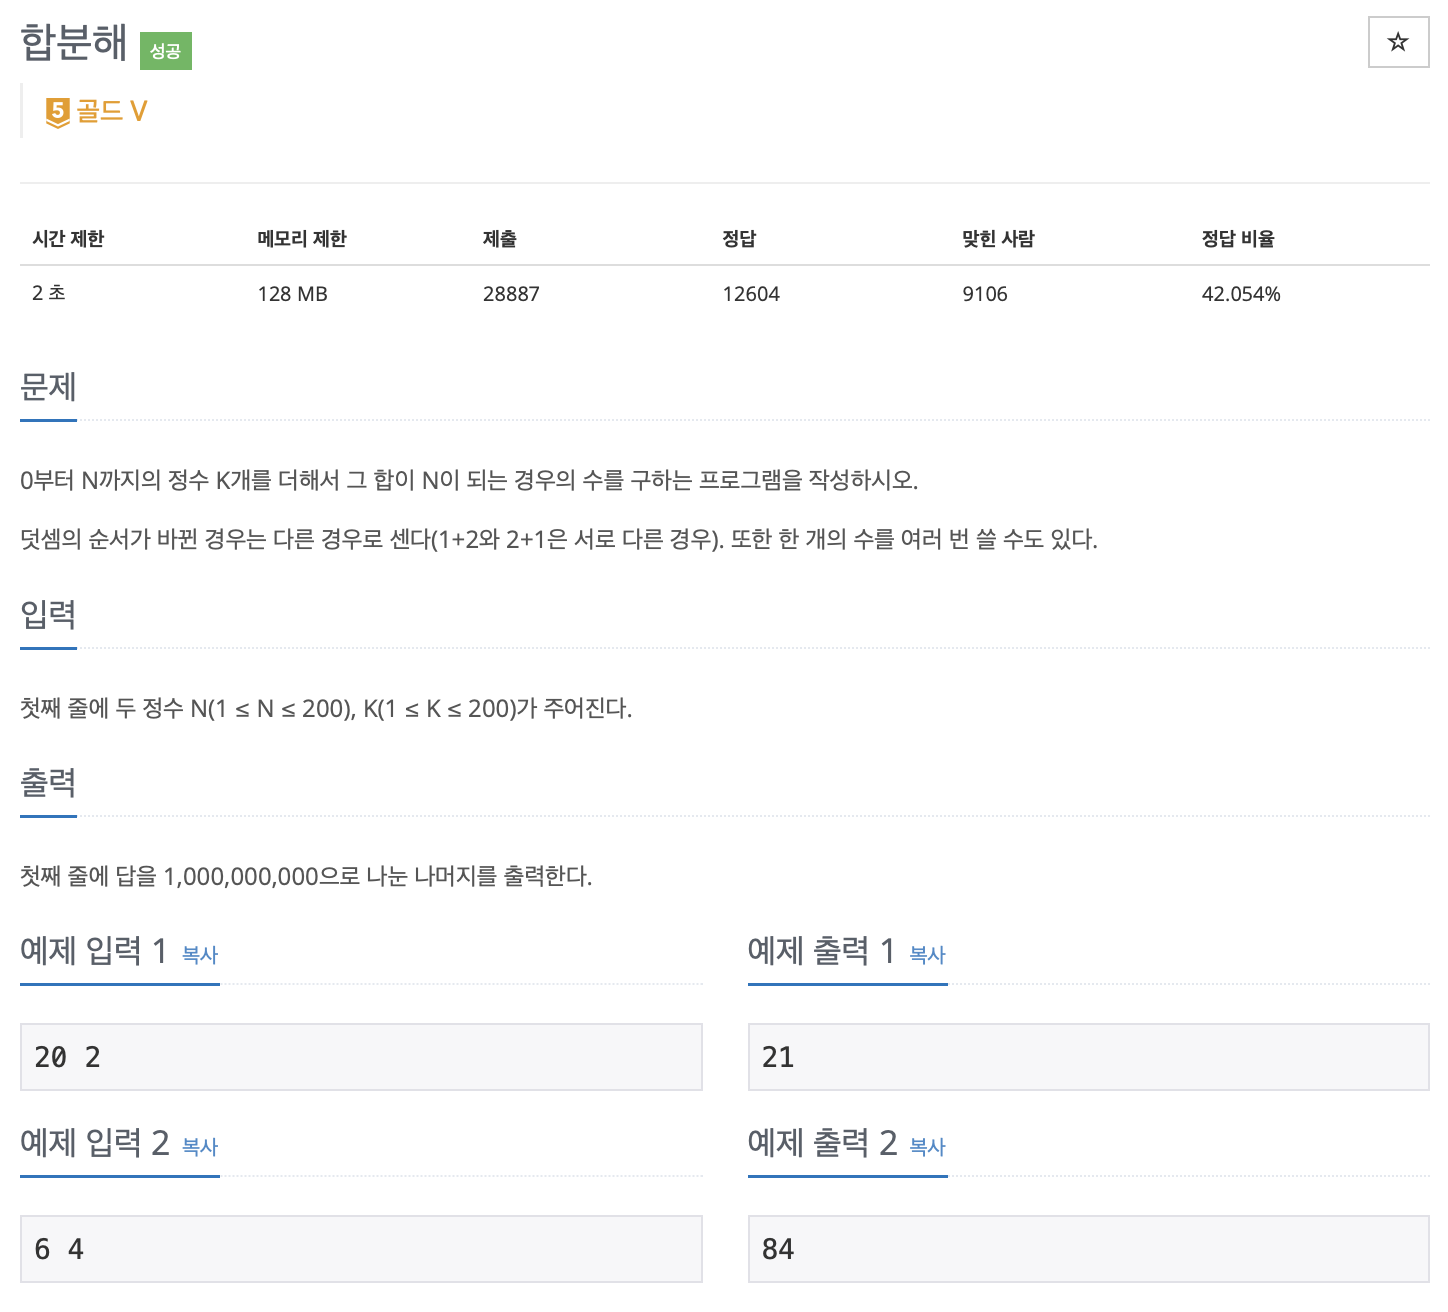 합분해 성공
☆
5 골드 V
시간 제한 메모리 제한 제출 정답 맞힌 사람 정답 비율
2 초 128 MB 28887 12604 9106 42.054%
문제
0부터 N까지의 정수 K개를 더해서 그 합이 N이 되는 경우의 수를 구하는 프로그램을 작성하시오.
덧셈의 순서가 바뀐 경우는 다른 경우로 센다(1+2와 2+1은 서로 다른 경우). 또한 한 개의 수를 여러 번 쓸 수도 있다.
입력
첫째 줄에 두 정수 N(1 ≤ N ≤ 200), K(1 ≤ K ≤ 200)가 주어진다.
출력
첫째 줄에 답을 1,000,000,000으로 나눈 나머지를 출력한다.
예제 입력 1 복사
20 2
예제 출력 1 복사
21
예제 입력 2 복사
6 4
예제 출력 2 복사
84